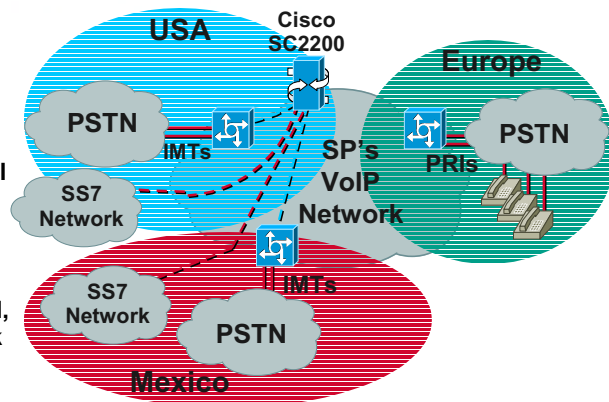 USA
Cisco
SC2200
Europe
PSTN
IMTs
PSTN
PRIs
SP's
VoIP
Network
l
SS7
Network
IMTs
SS7
Network
l,
k
PSTN
Mexico